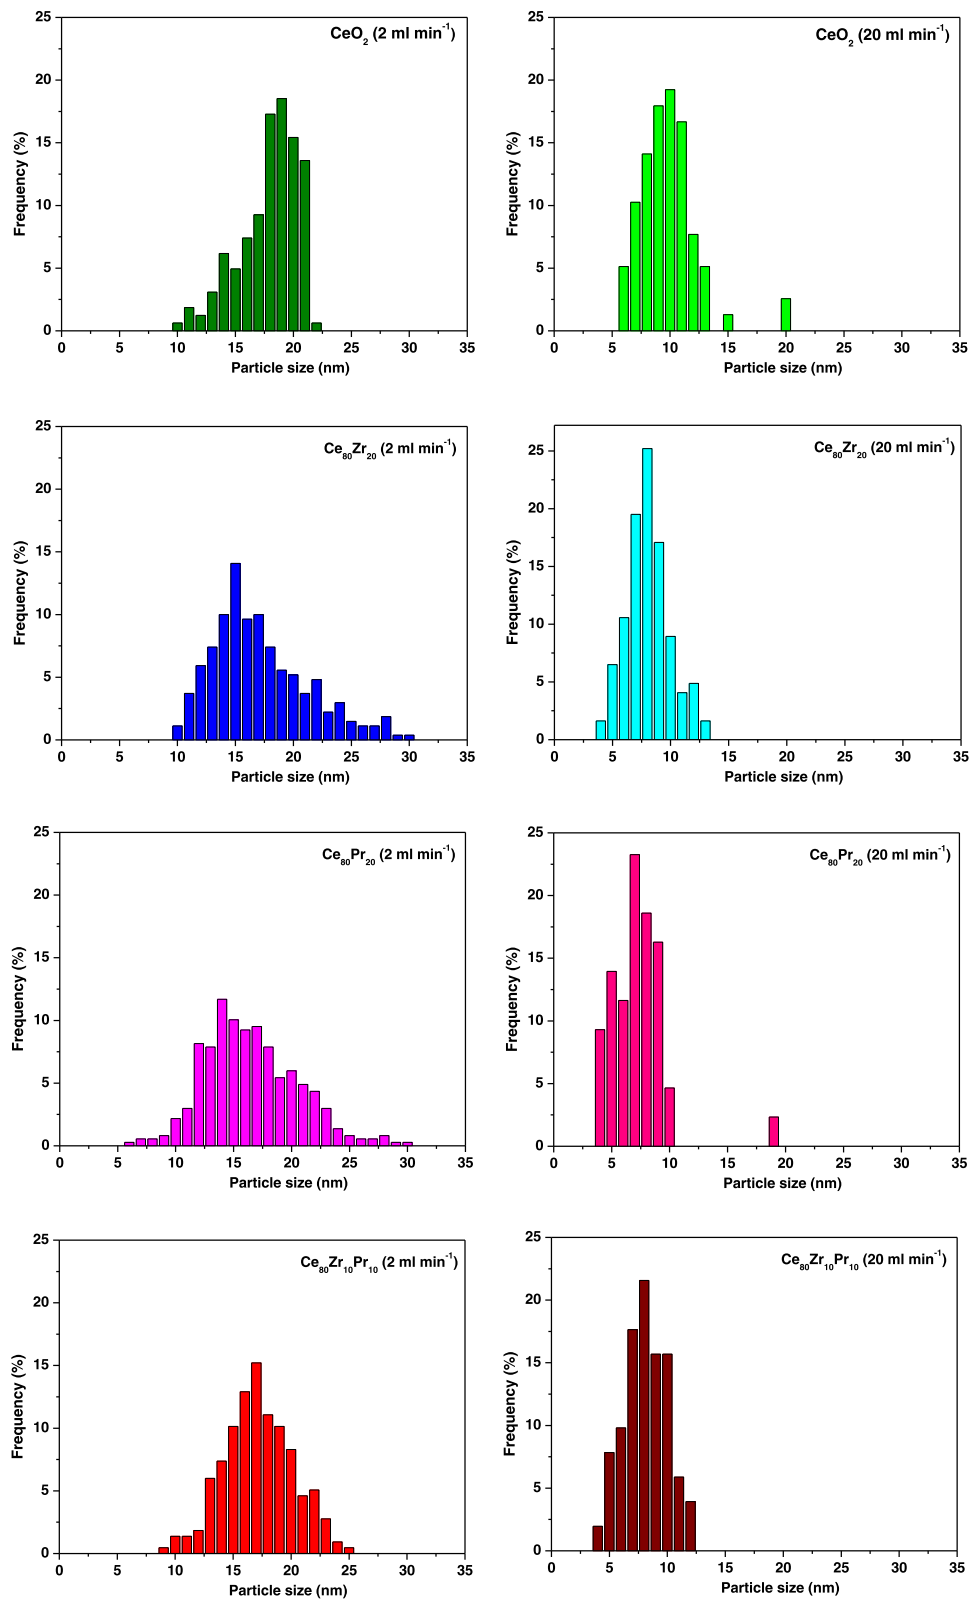 CeO2 (2 ml min-1)
25
20
15
10
5
0
Frequency (%)
0 5 10 15 20 25 30 35
Particle size (nm)
CeO2 (20 ml min-1)
25
20
15
10
5
0
Frequency (%)
0 5 10 15 20 25 30 35
Particle size (nm)
Ce80Zr20 (2 ml min-1)
25
20
15
10
5
0
Frequency (%)
0 5 10 15 20 25 30 35
Particle size (nm)
Ce80Zr20 (20 ml min-1)
25
20
15
10
5
0
Frequency (%)
0 5 10 15 20 25 30 35
Particle size (nm)
Ce80Pr20 (2 ml min-1)
25
20
15
10
5
0
Frequency (%)
0 5 10 15 20 25 30 35
Particle size (nm)
Ce80Pr20 (20 ml min-1)
25
20
15
10
5
0
Frequency (%)
0 5 10 15 20 25 30 35
Particle size (nm)
Ce80Zr10Pr10 (2 ml min-1)
25
20
15
10
5
0
Frequency (%)
0 5 10 15 20 25 30 35
Particle size (nm)
Ce80Zr10Pr10 (20 ml min-1)
25
20
15
10
5
0
Frequency (%)
0 5 10 15 20 25 30 35
Particle size (nm)